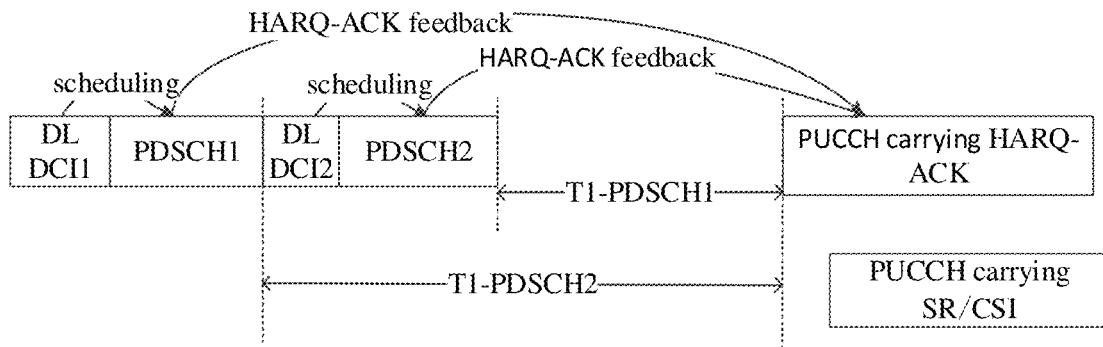 HARQ-ACK feedback
HARQ-ACK feedback
scheduling
scheduling
DL
DCI1
PDSCH1
DL
DCI2
PDSCH2
PUCCH carrying HARQ-
ACK
T1-PDSCH1
T1-PDSCH2
PUCCH carrying
SR/CSI